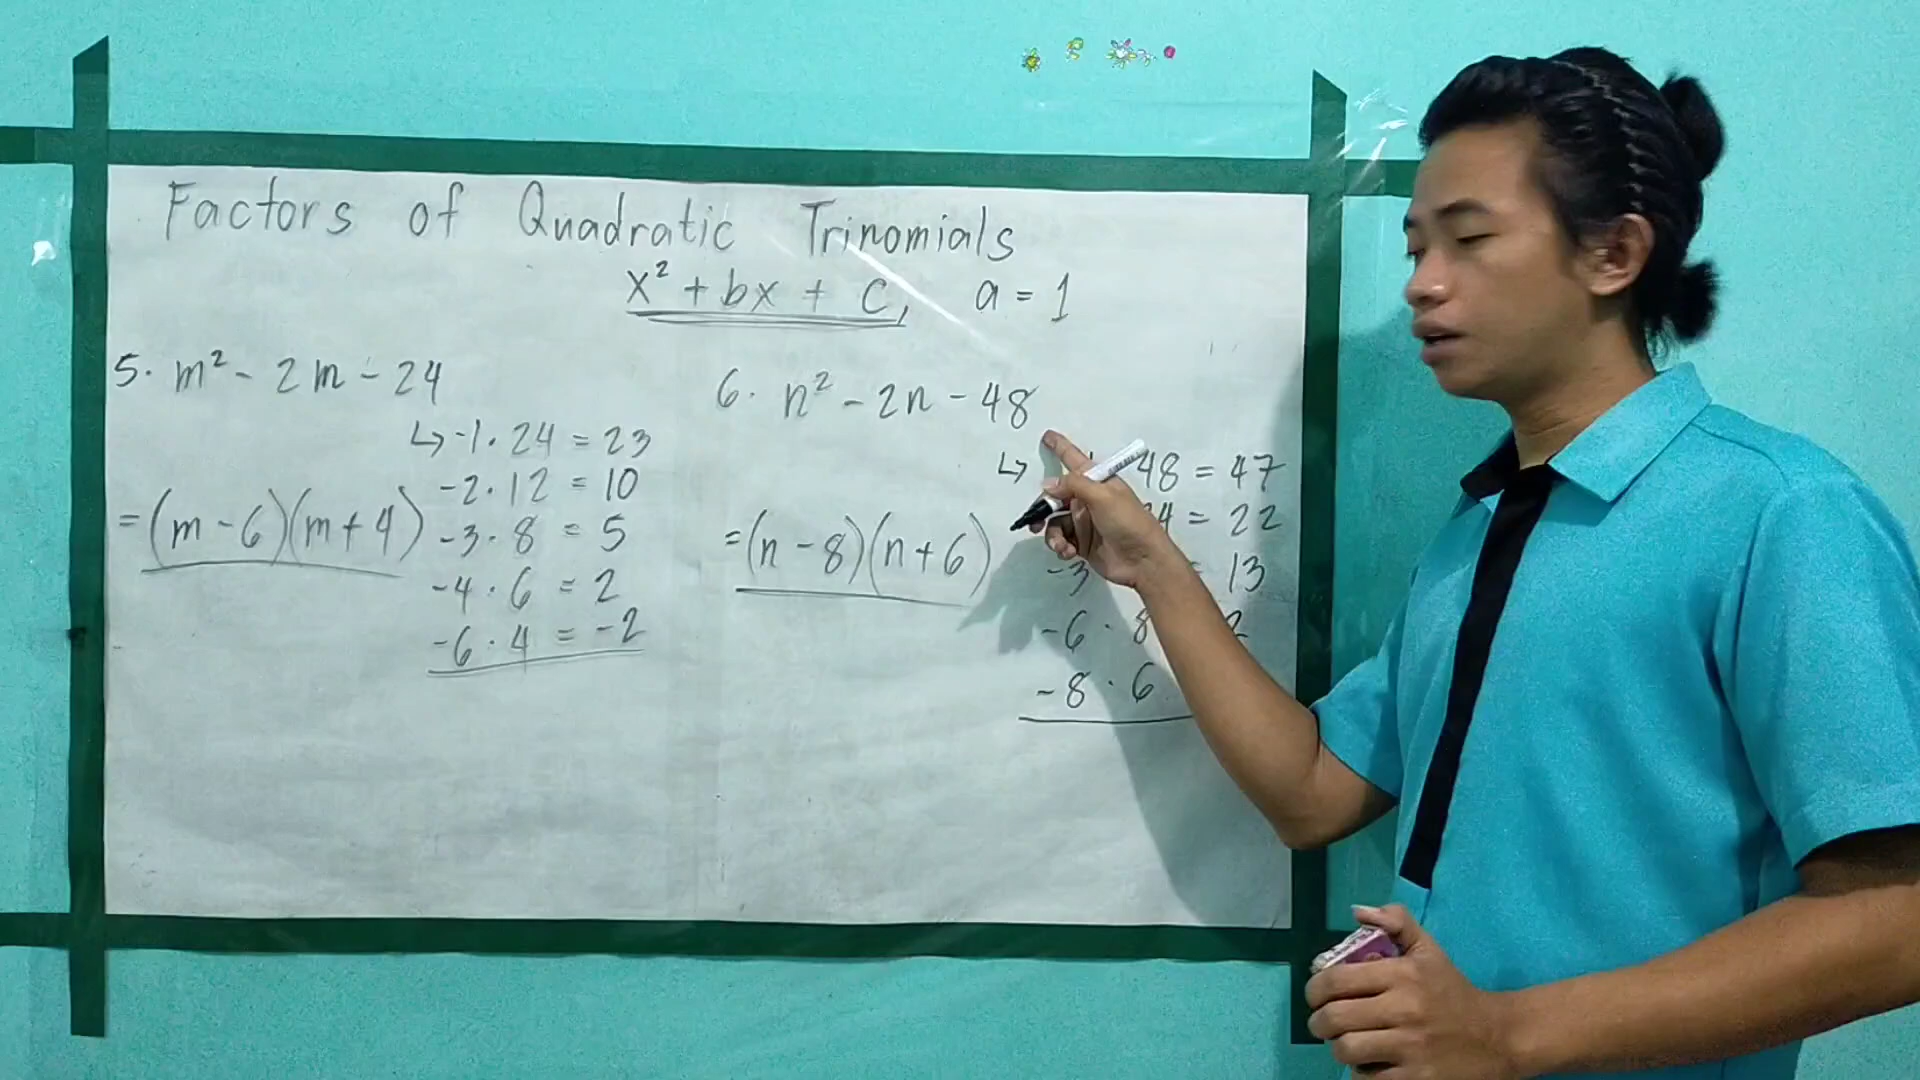 Factors of Quadratic Trinomials
x² + bx + c, a = 1
5. m² - 2m - 24
↳ -1 · 24 = 23
-2 · 12 = 10
= (m - 6)(m + 4)
-3 · 8 = 5
-4 · 6 = 2
-6 · 4 = -2
6. n² - 2n - 48
↳ 48 = 47
= 22
= (n - 8)(n + 6)
-3 = 13
-6 · 8 2
-8 · 6